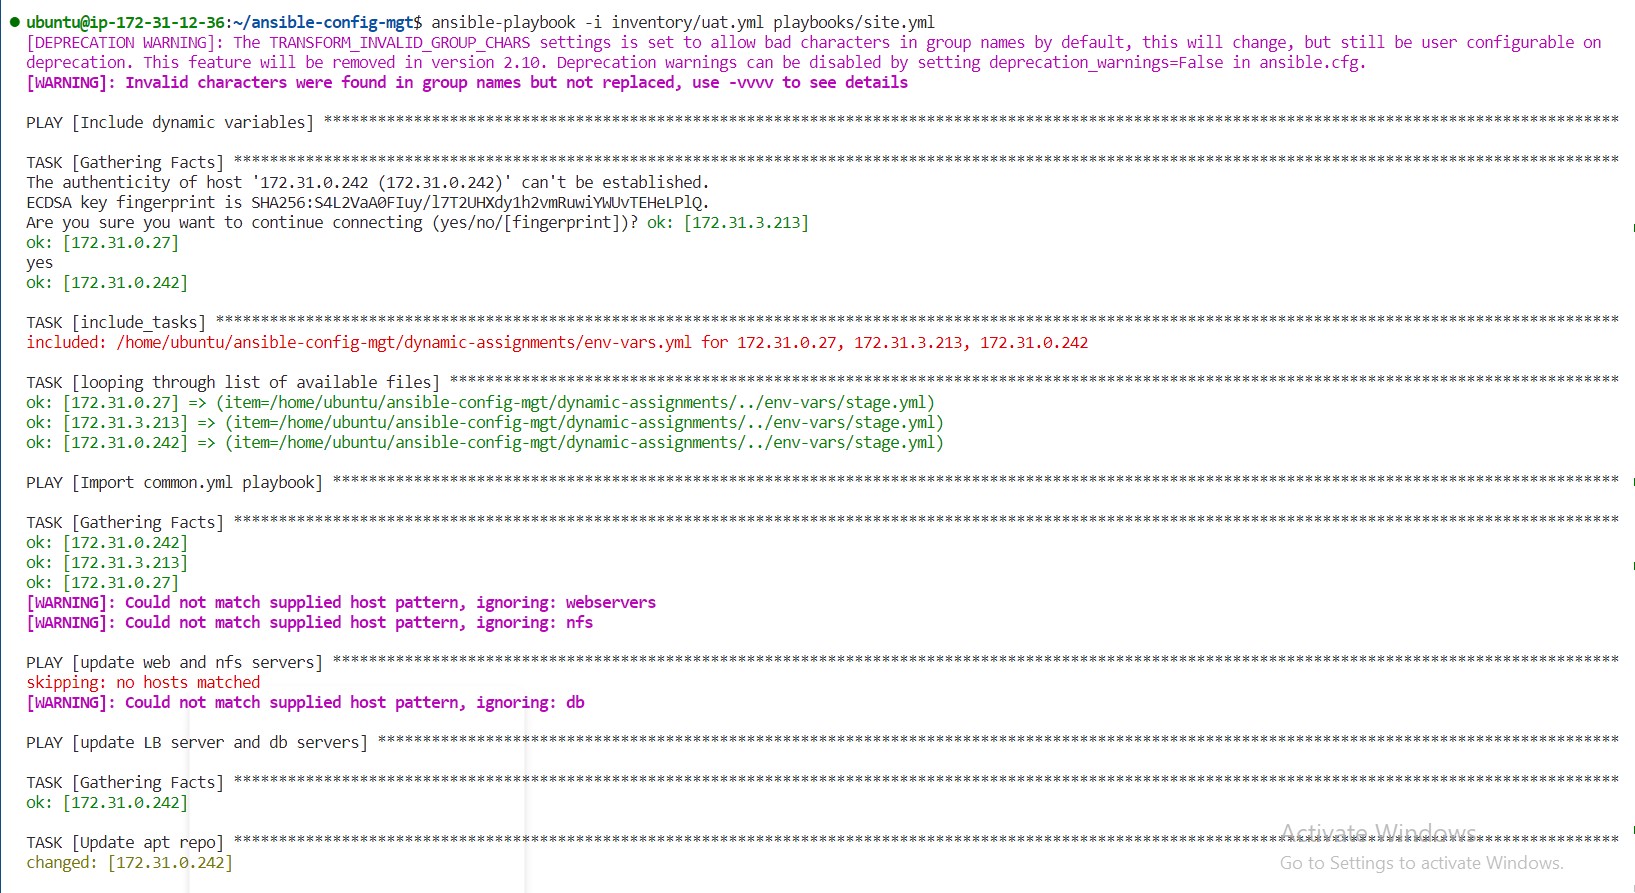 ubuntu@ip-172-31-12-36:~/ansible-config-mgt$ ansible-playbook -i inventory/uat.yml playbooks/site.yml
[DEPRECATION WARNING]: The TRANSFORM_INVALID_GROUP_CHARS settings is set to allow bad characters in group names by default, this will change, but still be user configurable on
deprecation. This feature will be removed in version 2.10. Deprecation warnings can be disabled by setting deprecation_warnings=False in ansible.cfg.
[WARNING]: Invalid characters were found in group names but not replaced, use -vvvv to see details
PLAY [Include dynamic variables] ************************************************************************************************************************************************
TASK [Gathering Facts] **********************************************************************************************************************************************************
The authenticity of host '172.31.0.242 (172.31.0.242)' can't be established.
ECDSA key fingerprint is SHA256:S4L2VaA0FIuy/l7T2UHXdy1h2vmRuwiYWUvTEHeLPlQ.
Are you sure you want to continue connecting (yes/no/[fingerprint])? ok: [172.31.3.213]
ok: [172.31.0.27]
yes
ok: [172.31.0.242]
TASK [include_tasks] ************************************************************************************************************************************************************
included: /home/ubuntu/ansible-config-mgt/dynamic-assignments/env-vars.yml for 172.31.0.27, 172.31.3.213, 172.31.0.242
TASK [looping through list of available files] **********************************************************************************************************************************
ok: [172.31.0.27] => (item=/home/ubuntu/ansible-config-mgt/dynamic-assignments/../env-vars/stage.yml)
ok: [172.31.3.213] => (item=/home/ubuntu/ansible-config-mgt/dynamic-assignments/../env-vars/stage.yml)
ok: [172.31.0.242] => (item=/home/ubuntu/ansible-config-mgt/dynamic-assignments/../env-vars/stage.yml)
PLAY [Import common.yml playbook] ***********************************************************************************************************************************************
TASK [Gathering Facts] **********************************************************************************************************************************************************
ok: [172.31.0.242]
ok: [172.31.3.213]
ok: [172.31.0.27]
[WARNING]: Could not match supplied host pattern, ignoring: webservers
[WARNING]: Could not match supplied host pattern, ignoring: nfs
PLAY [update web and nfs servers] ***********************************************************************************************************************************************
skipping: no hosts matched
[WARNING]: Could not match supplied host pattern, ignoring: db
PLAY [update LB server and db servers] ******************************************************************************************************************************************
TASK [Gathering Facts] **********************************************************************************************************************************************************
ok: [172.31.0.242]
TASK [Update apt repo] **********************************************************************************************************************************************************
changed: [172.31.0.242]
Activate Windows
Go to Settings to activate Windows.